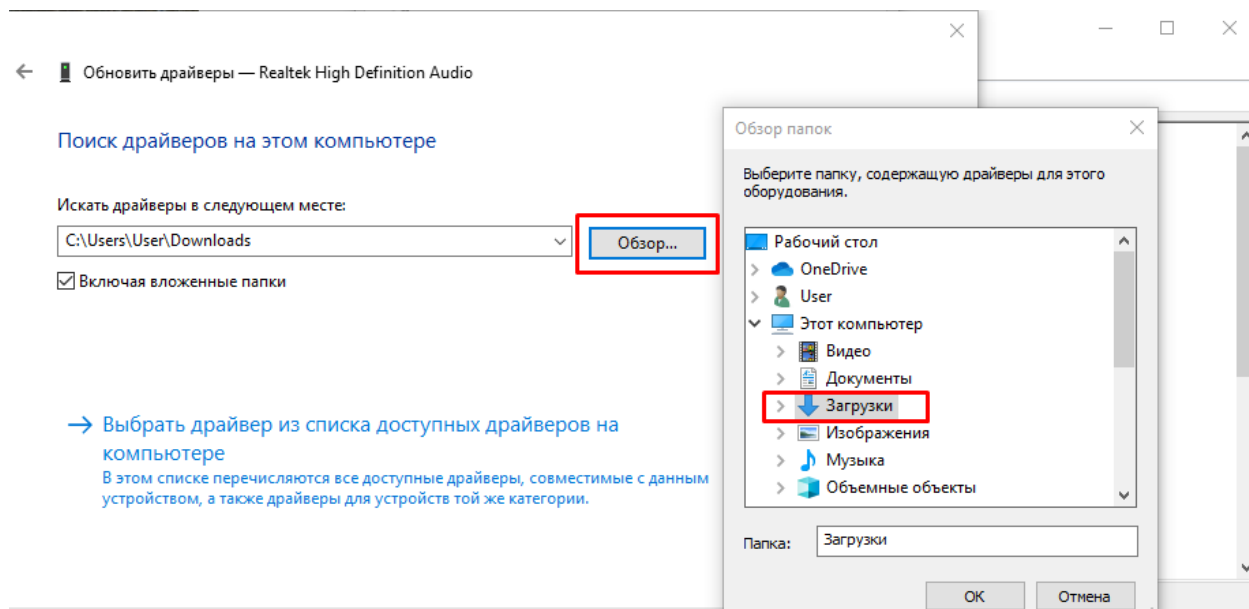 Обновить драйверы — Realtek High Definition Audio
Поиск драйверов на этом компьютере
Искать драйверы в следующем месте:
C:\Users\User\Downloads
Обзор...
Включая вложенные папки
Выбрать драйвер из списка доступных драйверов на
компьютере
В этом списке перечисляются все доступные драйверы, совместимые с данным
устройством, а также драйверы для устройств той же категории.
Обзор папок
Выберите папку, содержащую драйверы для этого
оборудования.
Рабочий стол
OneDrive
User
Этот компьютер
Видео
Документы
Загрузки
Изображения
Музыка
Объемные объекты
Папка:
Загрузки
ОК
Отмена